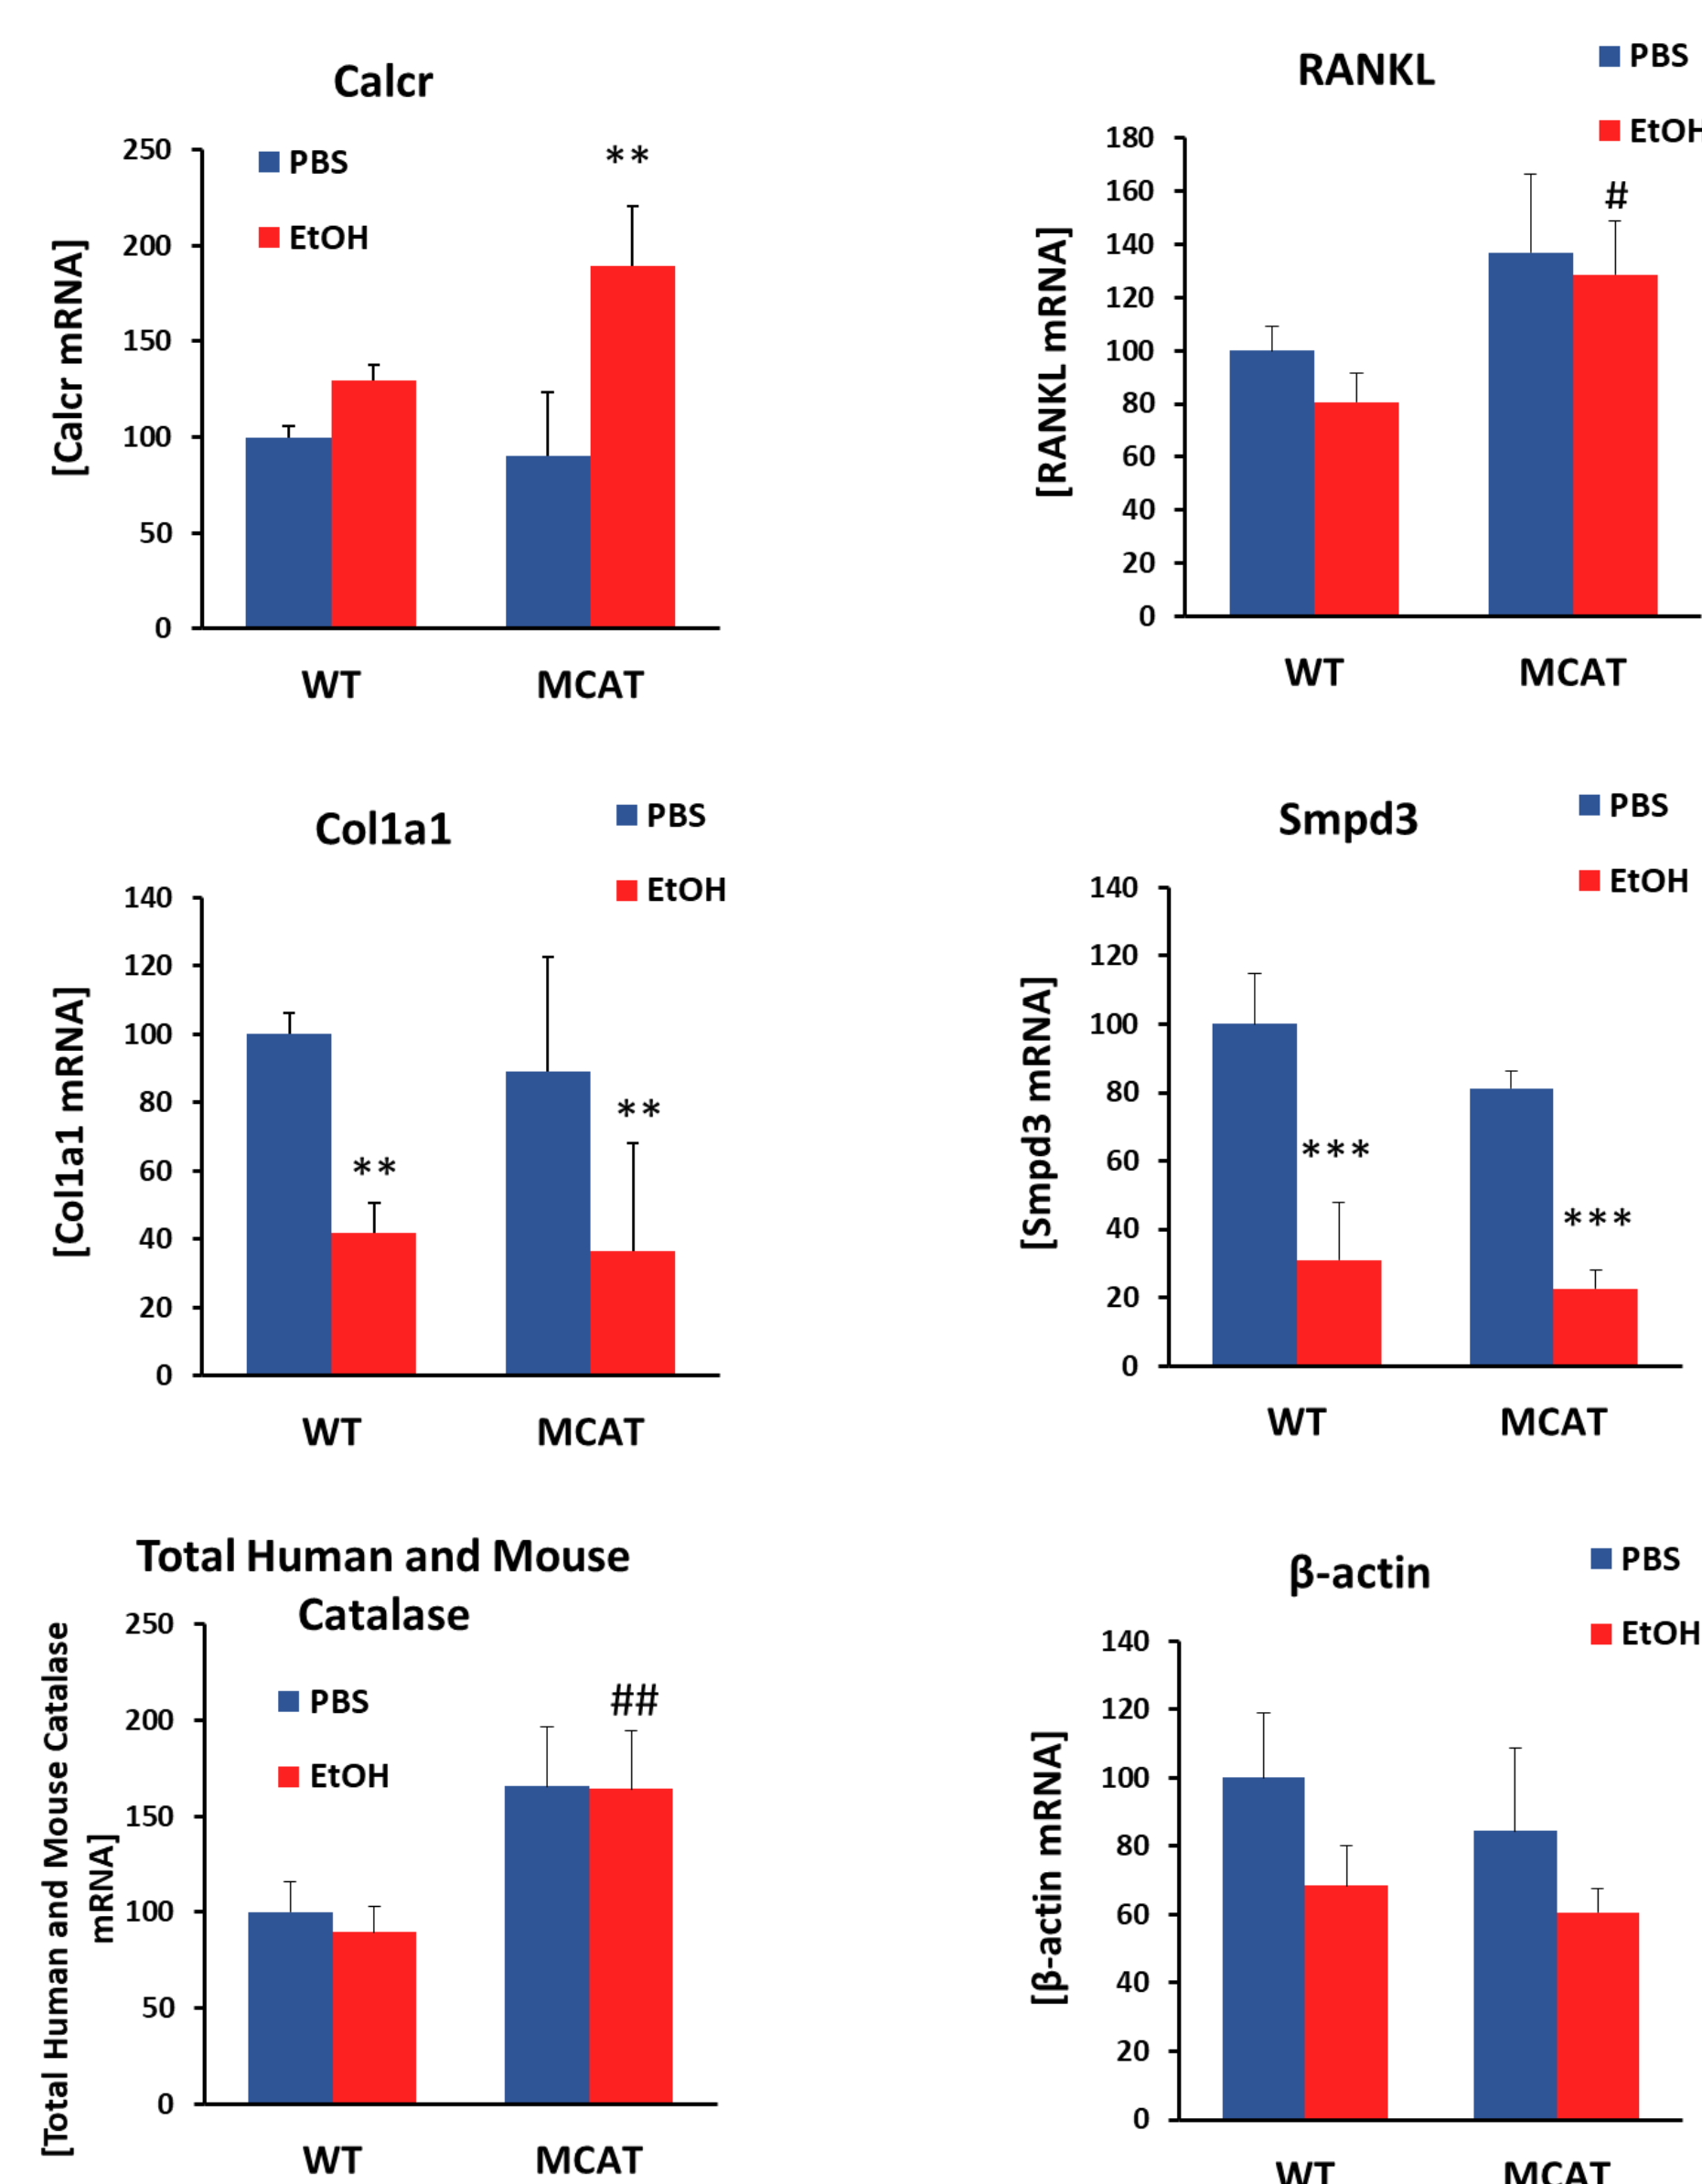 Calcr
PBS
EtOH
**
250
200
150
100
50
0
[Calcr mRNA]
WT MCAT
RANKL
PBS
EtOH
#
180
160
140
120
100
80
60
40
20
0
[RANKL mRNA]
WT MCAT
Col1a1
PBS
EtOH
140
120
100
80
60
40
20
0
[Col1a1 mRNA]
**
**
WT MCAT
Smpd3
PBS
EtOH
140
120
100
80
60
40
20
0
[Smpd3 mRNA]
***
***
WT MCAT
Total Human and Mouse
Catalase
PBS
EtOH
##
250
200
150
100
50
0
[Total Human and Mouse Catalase
mRNA]
WT MCAT
β-actin
PBS
EtOH
140
120
100
80
60
40
20
0
[β-actin mRNA]
WT MCAT